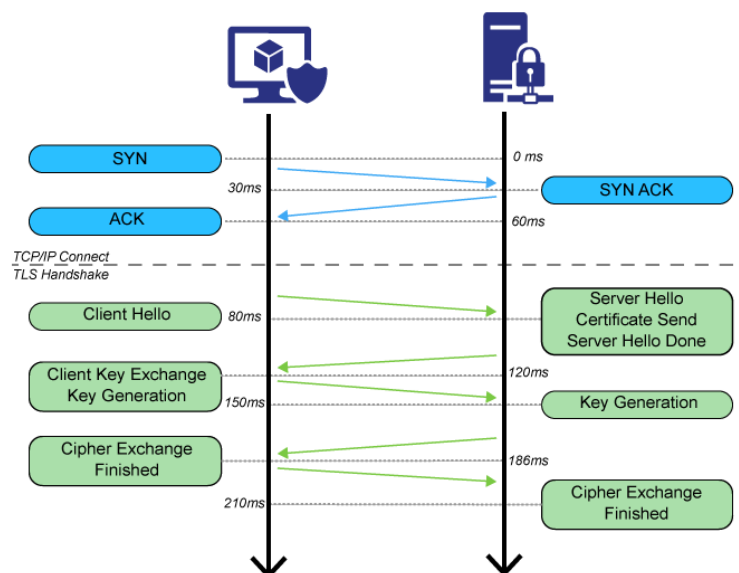 SYN
0 ms
30ms
SYN ACK
ACK
60ms
TCP/IP Connect
TLS Handshake
Client Hello
80ms
Server Hello
Certificate Send
Server Hello Done
Client Key Exchange
Key Generation
120ms
150ms
Key Generation
Cipher Exchange
Finished
186ms
210ms
Cipher Exchange
Finished